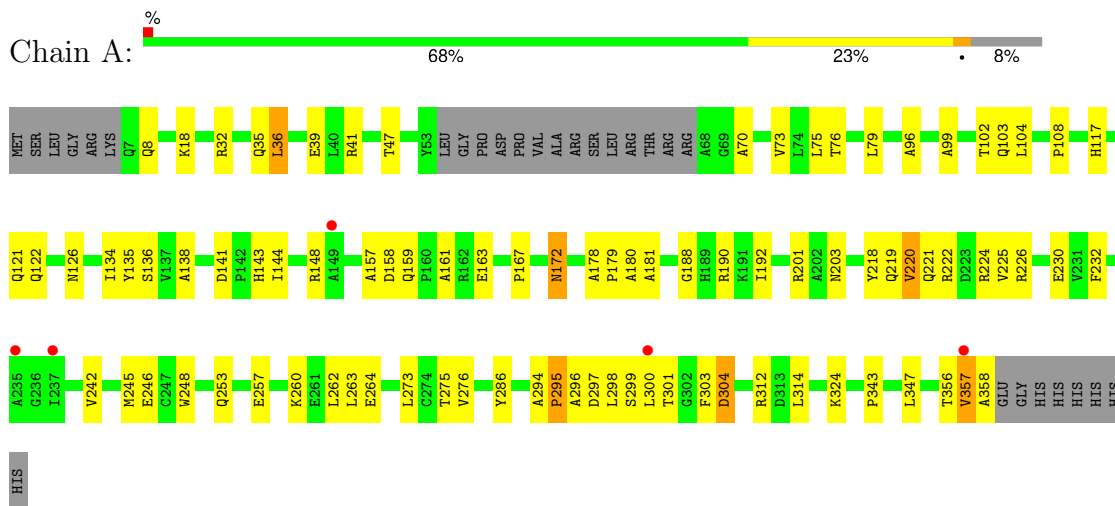 %
Chain A:
68% 23% • 8%
MET SER LEU GLY ARG LYS Q7 Q8 K18 R32 Q35 L36 E39 L40 R41 T47 Y53 LEU GLY PRO ASP PRO VAL ALA ARG SER LEU ARG THR ARG ARG A68 G69 A70 V73 L74 L75 T76 L79 A96 A99 T102 Q103 L104 P108 H117
Q121 Q122 N126 I134 Y135 S136 V137 A138 D141 P142 H143 I144 R148 A149 A157 D158 Q159 P160 A161 R162 E163 P167 N172 A178 P179 A180 A181 G188 H189 R190 K191 I192 R201 A202 N203 Y218 Q219 V220 Q221 R222 D223 R224 V225 R226 E230 V231 F232
A235 G236 I237 V242 M245 E246 C247 W248 Q253 E257 K260 E261 L262 L263 E264 L273 C274 T275 V276 Y286 A294 P295 A296 D297 L298 S299 L300 T301 G302 F303 D304 R312 D313 L314 K324 P343 L347 T356 V357 A358 GLU GLY HIS HIS HIS HIS HIS
HIS